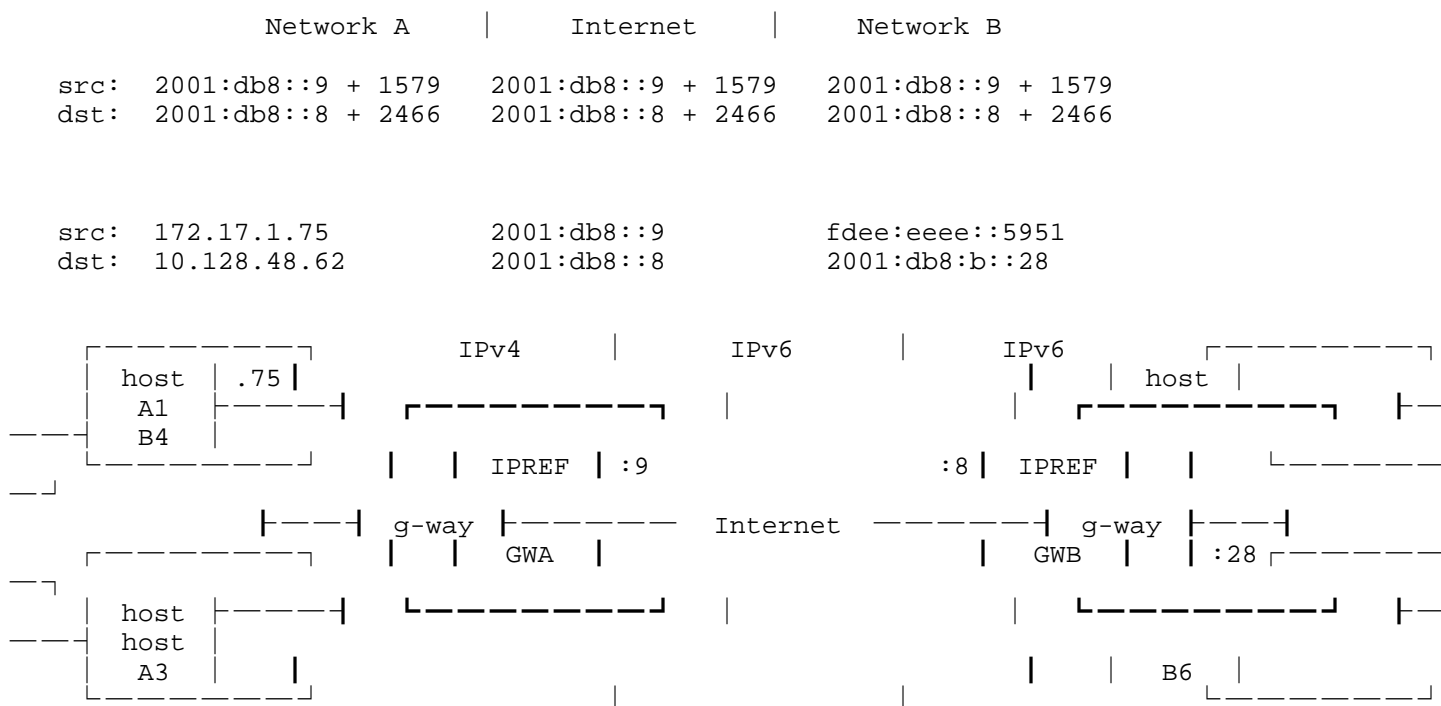 Network A │ Internet │ Network B
src: 2001:db8::9 + 1579 2001:db8::9 + 1579 2001:db8::9 + 1579
dst: 2001:db8::8 + 2466 2001:db8::8 + 2466 2001:db8::8 + 2466
src: 172.17.1.75 2001:db8::9 fdee:eeee::5951
dst: 10.128.48.62 2001:db8::8 2001:db8:b::28
IPv4 │ IPv6 │ IPv6
host .75 host
A1
B4
IPREF :9 :8 IPREF
g-way Internet g-way
GWA GWB :28
host
host
A3 B6